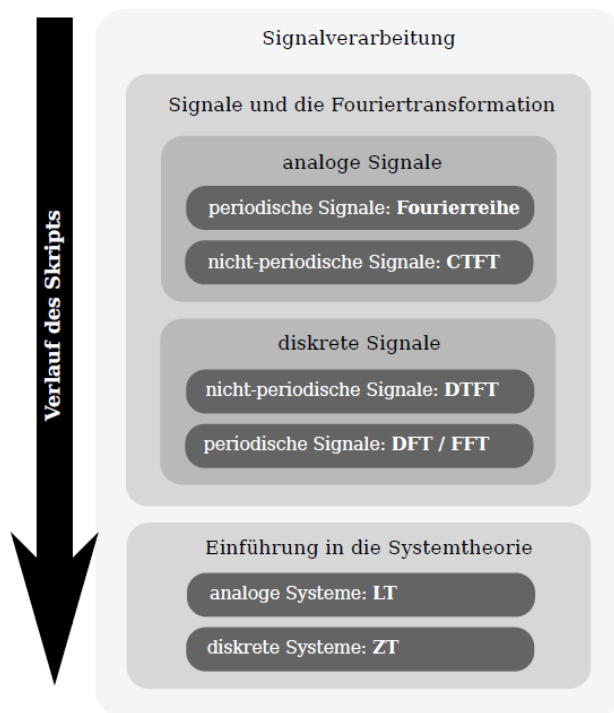 Signalverarbeitung
Verlauf des Skripts
Signale und die Fouriertransformation
analoge Signale
periodische Signale: Fourierreihe
nicht-periodische Signale: CTFT
diskrete Signale
nicht-periodische Signale: DTFT
periodische Signale: DFT / FFT
Einführung in die Systemtheorie
analoge Systeme: LT
diskrete Systeme: ZT